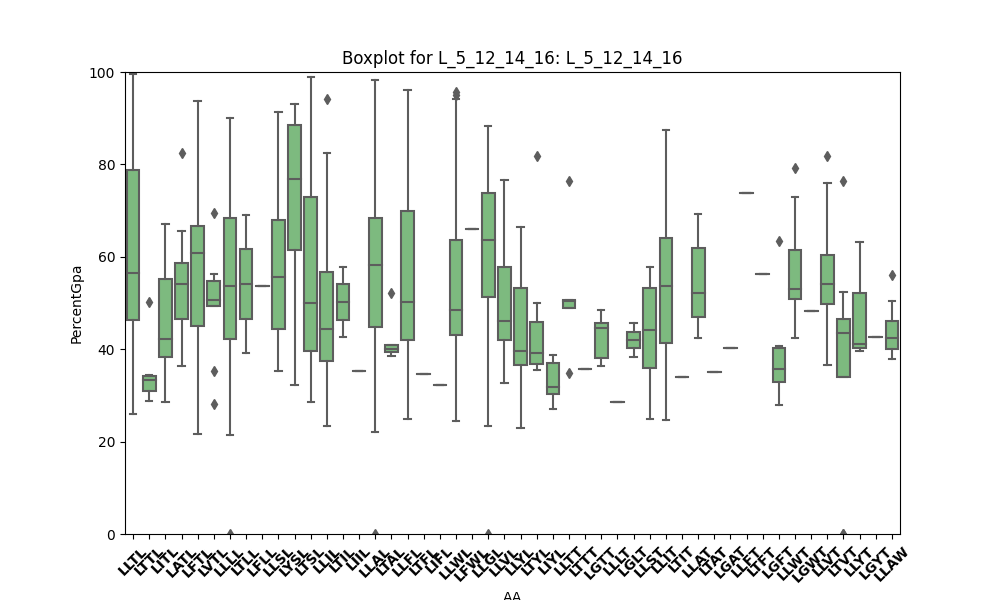 Boxplot for L_5_12_14_16: L_5_12_14_16
PercentGpa
100
80
60
40
20
0
LLTL
LTTL
LITL
LATL
LFTL
LVTL
LLLL
LTLL
LFLL
LLSL
LYSL
LTSL
LLIL
LTIL
LIIL
LLAL
LTAL
LLFL
LTFL
LIFL
LLWL
LFWL
LLGL
LLVL
LLYL
LTYL
LIYL
LLTT
LTTT
LGTT
LLLT
LGLT
LLST
LLIT
LTIT
LLAT
LTAT
LGAT
LLFT
LTFT
LGFT
LLWT
LGWT
LLVT
LTVT
LLYT
LGYT
LLAW
AA